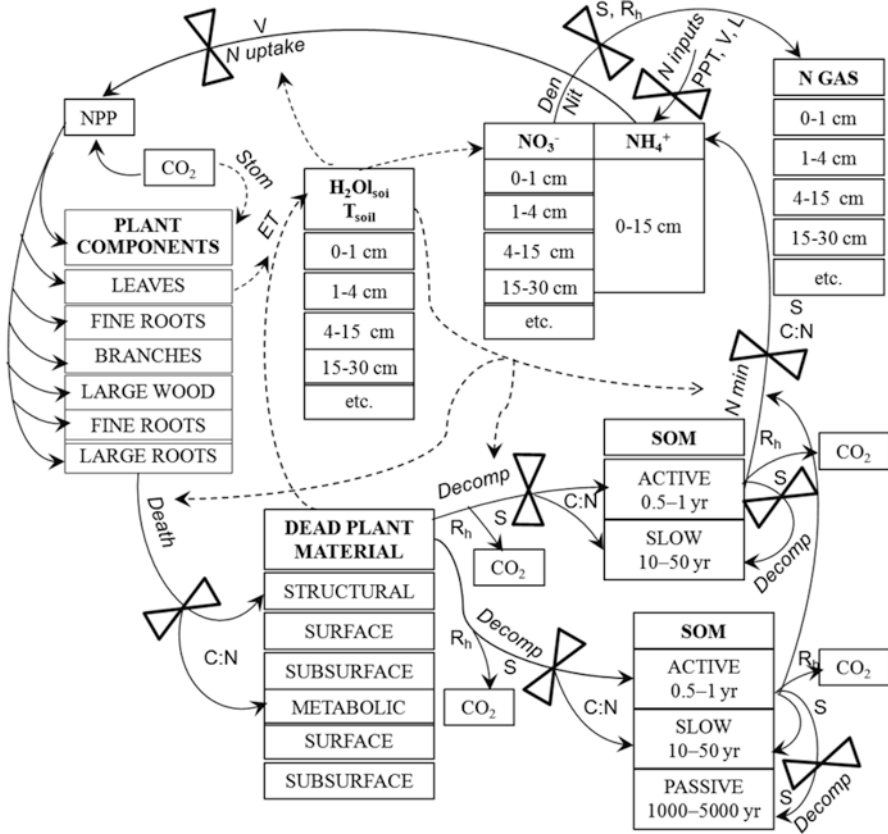 V
N uptake
S, Rₕ
Den
Nit
N inputs
PPT, V, L
N GAS
0-1 cm
1-4 cm
4-15 cm
15-30 cm
etc.
NPP
CO₂
Stom
ET
PLANT
COMPONENTS
LEAVES
FINE ROOTS
BRANCHES
LARGE WOOD
FINE ROOTS
LARGE ROOTS
H₂Olₛₒᵢ
Tₛₒᵢₗ
0-1 cm
1-4 cm
4-15 cm
15-30 cm
etc.
NO₃⁻
0-1 cm
1-4 cm
4-15 cm
15-30 cm
etc.
NH₄⁺
0-15 cm
S
C:N
N min
Death
C:N
DEAD PLANT
MATERIAL
STRUCTURAL
SURFACE
SUBSURFACE
METABOLIC
SURFACE
SUBSURFACE
Decomp
Rₕ
S
CO₂
C:N
SOM
ACTIVE
0.5–1 yr
SLOW
10–50 yr
Rₕ
CO₂
S
Decomp
Decomp
Rₕ
S
CO₂
C:N
SOM
ACTIVE
0.5–1 yr
SLOW
10–50 yr
PASSIVE
1000–5000 yr
Rₕ
CO₂
S
S
Decomp